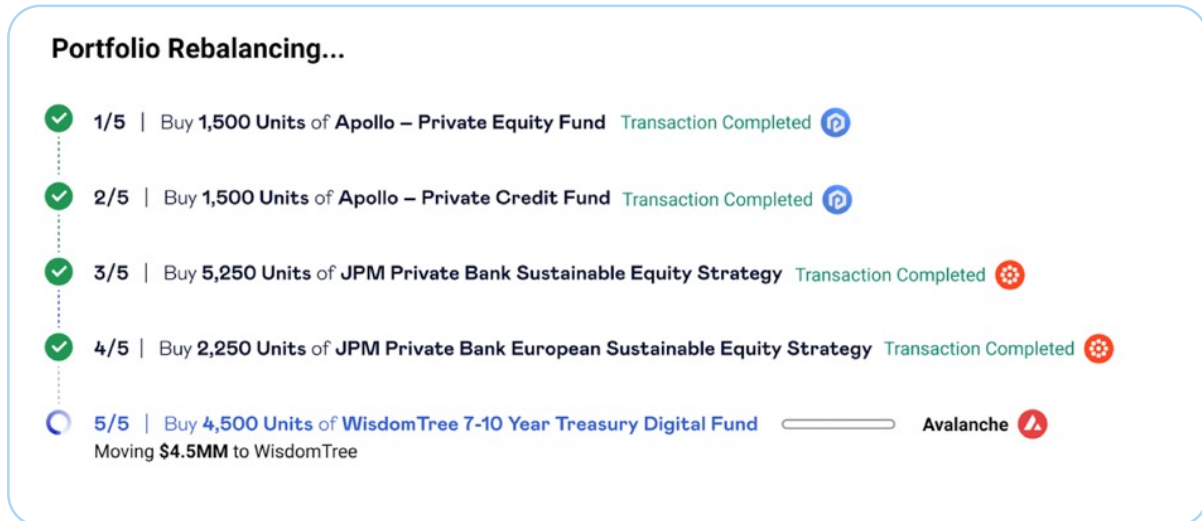 Portfolio Rebalancing...
1/5 | Buy 1,500 Units of Apollo – Private Equity Fund Transaction Completed
2/5 | Buy 1,500 Units of Apollo – Private Credit Fund Transaction Completed
3/5 | Buy 5,250 Units of JPM Private Bank Sustainable Equity Strategy Transaction Completed
4/5 | Buy 2,250 Units of JPM Private Bank European Sustainable Equity Strategy Transaction Completed
5/5 | Buy 4,500 Units of WisdomTree 7-10 Year Treasury Digital Fund Avalanche
Moving $4.5MM to WisdomTree